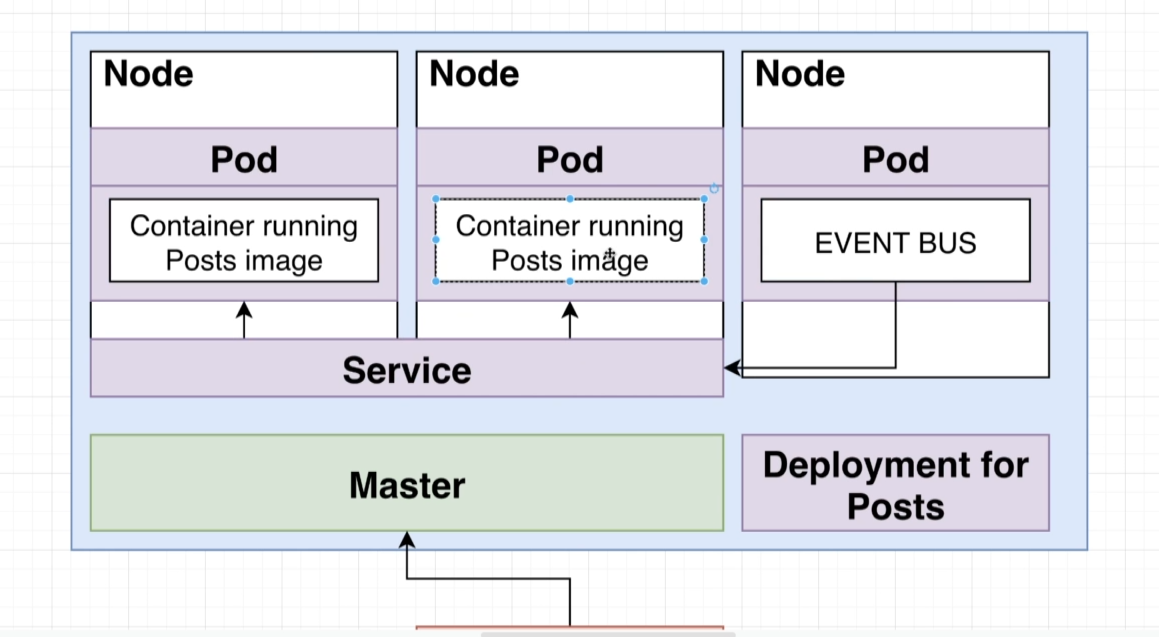 Node
Node
Node
Pod
Pod
Pod
Container running
Posts image
Container running
Posts image
EVENT BUS
Service
Master
Deployment for
Posts